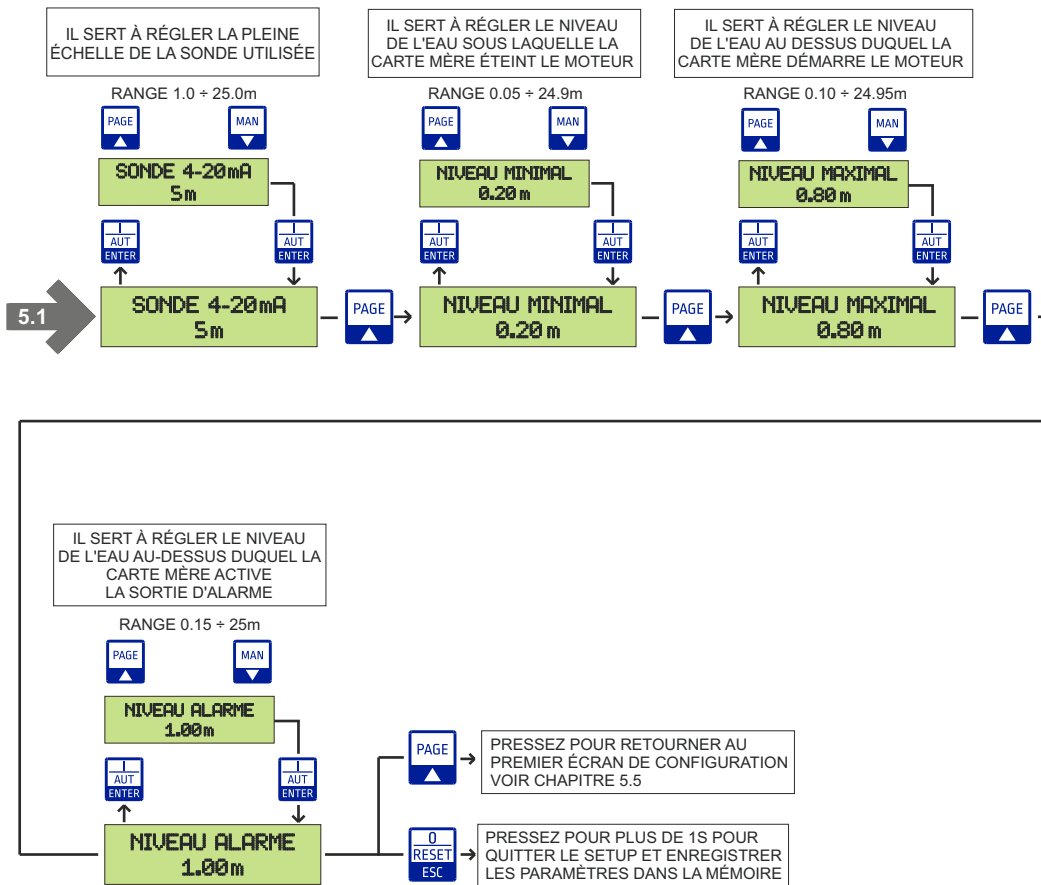 IL SERT À RÉGLER LA PLEINE
ÉCHELLE DE LA SONDE UTILISÉE
RANGE 1.0 ÷ 25.0m
PAGE
MAN
SONDE 4-20mA
5m
I
AUT
ENTER
I
AUT
ENTER
5.1
SONDE 4-20mA
5m
PAGE
IL SERT À RÉGLER LE NIVEAU
DE L'EAU SOUS LAQUELLE LA
CARTE MÈRE ÉTEINT LE MOTEUR
RANGE 0.05 ÷ 24.9m
PAGE
MAN
NIVEAU MINIMAL
0.20 m
I
AUT
ENTER
I
AUT
ENTER
NIVEAU MINIMAL
0.20 m
PAGE
IL SERT À RÉGLER LE NIVEAU
DE L'EAU AU DESSUS DUQUEL LA
CARTE MÈRE DÉMARRE LE MOTEUR
RANGE 0.10 ÷ 24.95m
PAGE
MAN
NIVEAU MAXIMAL
0.80 m
I
AUT
ENTER
I
AUT
ENTER
NIVEAU MAXIMAL
0.80 m
PAGE
IL SERT À RÉGLER LE NIVEAU
DE L'EAU AU-DESSUS DUQUEL LA
CARTE MÈRE ACTIVE
LA SORTIE D'ALARME
RANGE 0.15 ÷ 25m
PAGE
MAN
NIVEAU ALARME
1.00m
I
AUT
ENTER
I
AUT
ENTER
NIVEAU ALARME
1.00m
PAGE
PRESSEZ POUR RETOURNER AU
PREMIER ÉCRAN DE CONFIGURATION
VOIR CHAPITRE 5.5
0
RESET
ESC
PRESSEZ POUR PLUS DE 1S POUR
QUITTER LE SETUP ET ENREGISTRER
LES PARAMÈTRES DANS LA MÉMOIRE